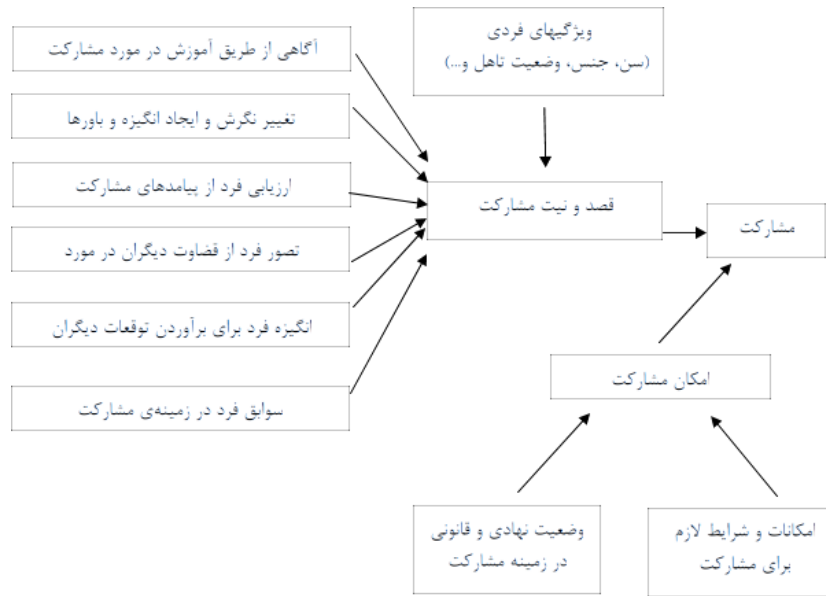 آگاهی از طریق آموزش در مورد مشارکت
تغییر نگرش و ایجاد انگیزه و باورها
ارزیابی فرد از پیامدهای مشارکت
تصور فرد از قضاوت دیگران در مورد
انگیزه فرد برای برآوردن توقعات دیگران
سوابق فرد در زمینه‌ی مشارکت
ویژگیهای فردی
(سن، جنس، وضعیت تاهل و...)
قصد و نیت مشارکت
مشارکت
امکان مشارکت
امکانات و شرایط لازم
برای مشارکت
وضعیت نهادی و قانونی
در زمینه مشارکت